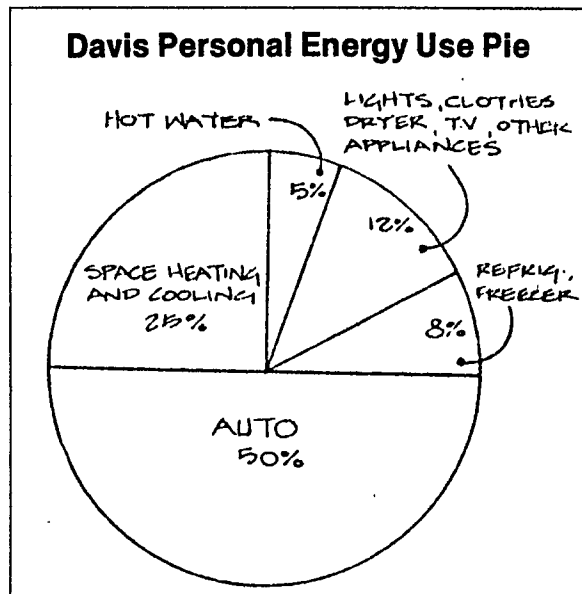 Davis Personal Energy Use Pie
HOT WATER
LIGHTS, CLOTHES
DRYER, T.V., OTHER
APPLIANCES
5%
12%
SPACE HEATING
AND COOLING
25%
REFRIG.,
FREEZER
8%
AUTO
50%